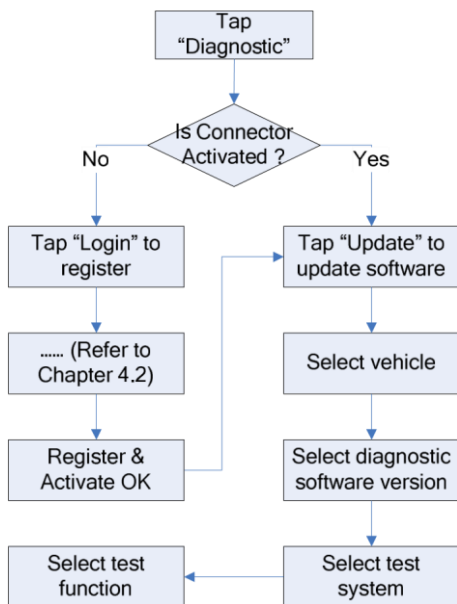 Tap
“Diagnostic”
Is Connector
Activated ?
No
Yes
Tap “Login” to
register
Tap “Update” to
update software
...... (Refer to
Chapter 4.2)
Select vehicle
Register &
Activate OK
Select diagnostic
software version
Select test
function
Select test
system